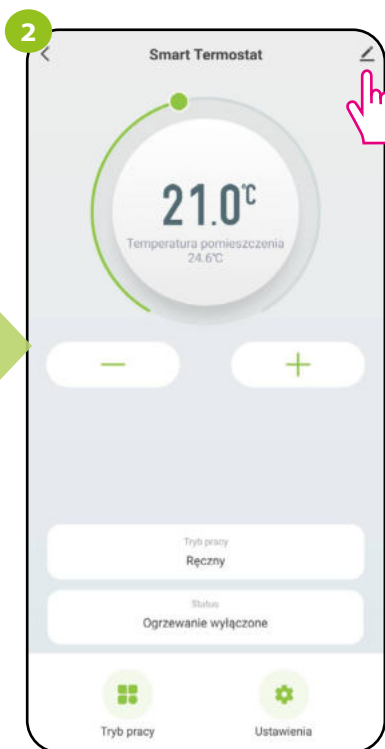 2
Smart Termostat
21.0°C
Temperatura pomieszczenia
24.6°C
Tryb pracy
Ręczny
Status
Ogrzewanie wyłączone
Tryb pracy
Ustawienia